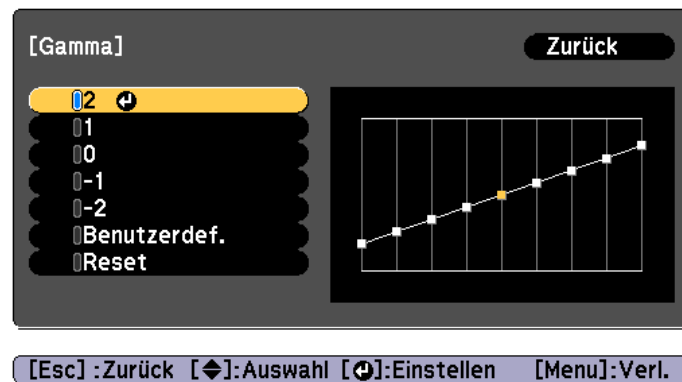 [Gamma]
Zurück
2
1
0
-1
-2
Benutzerdef.
Reset
[Esc] :Zurück [◆]:Auswahl [⏎]:Einstellen [Menu]:Verl.